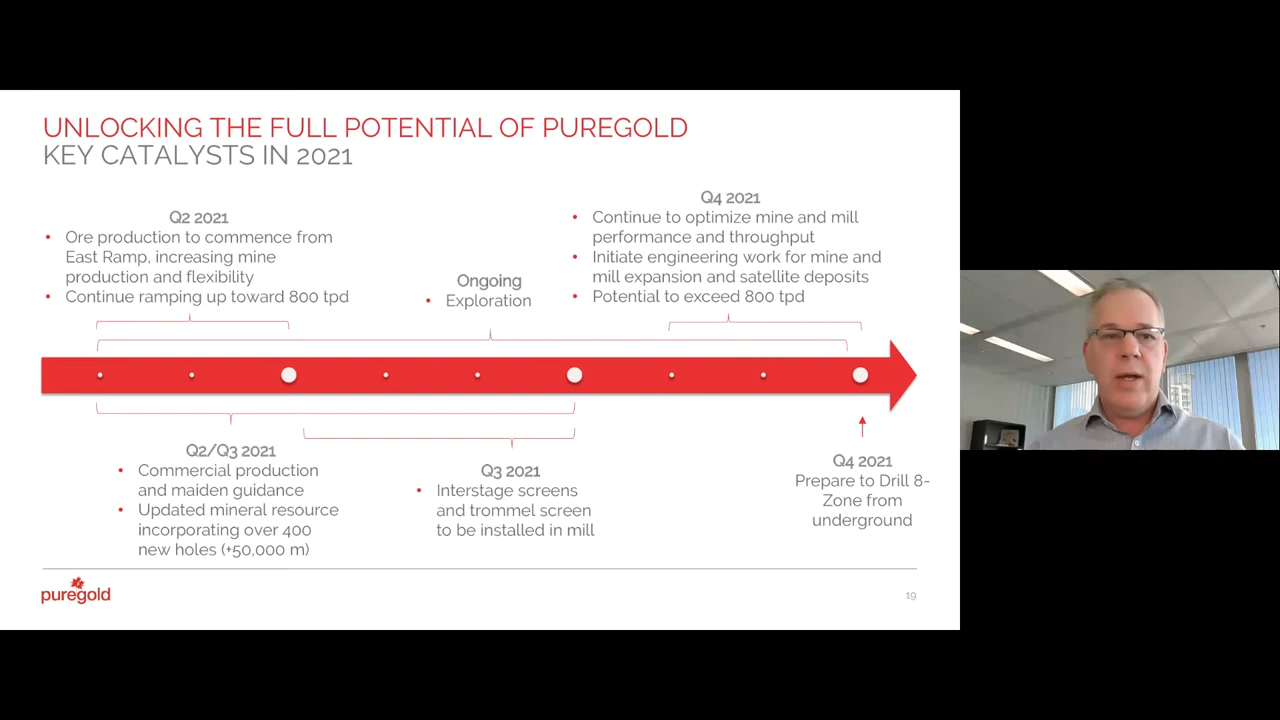 UNLOCKING THE FULL POTENTIAL OF PUREGOLD
KEY CATALYSTS IN 2021
Q2 2021
• Ore production to commence from
East Ramp, increasing mine
production and flexibility
• Continue ramping up toward 800 tpd
Ongoing
• Exploration
Q4 2021
• Continue to optimize mine and mill
performance and throughput
• Initiate engineering work for mine and
mill expansion and satellite deposits
• Potential to exceed 800 tpd
Q2/Q3 2021
• Commercial production
and maiden guidance
• Updated mineral resource
incorporating over 400
new holes (+50,000 m)
Q3 2021
• Interstage screens
and trommel screen
to be installed in mill
Q4 2021
Prepare to Drill 8-
Zone from
underground
puregold
19